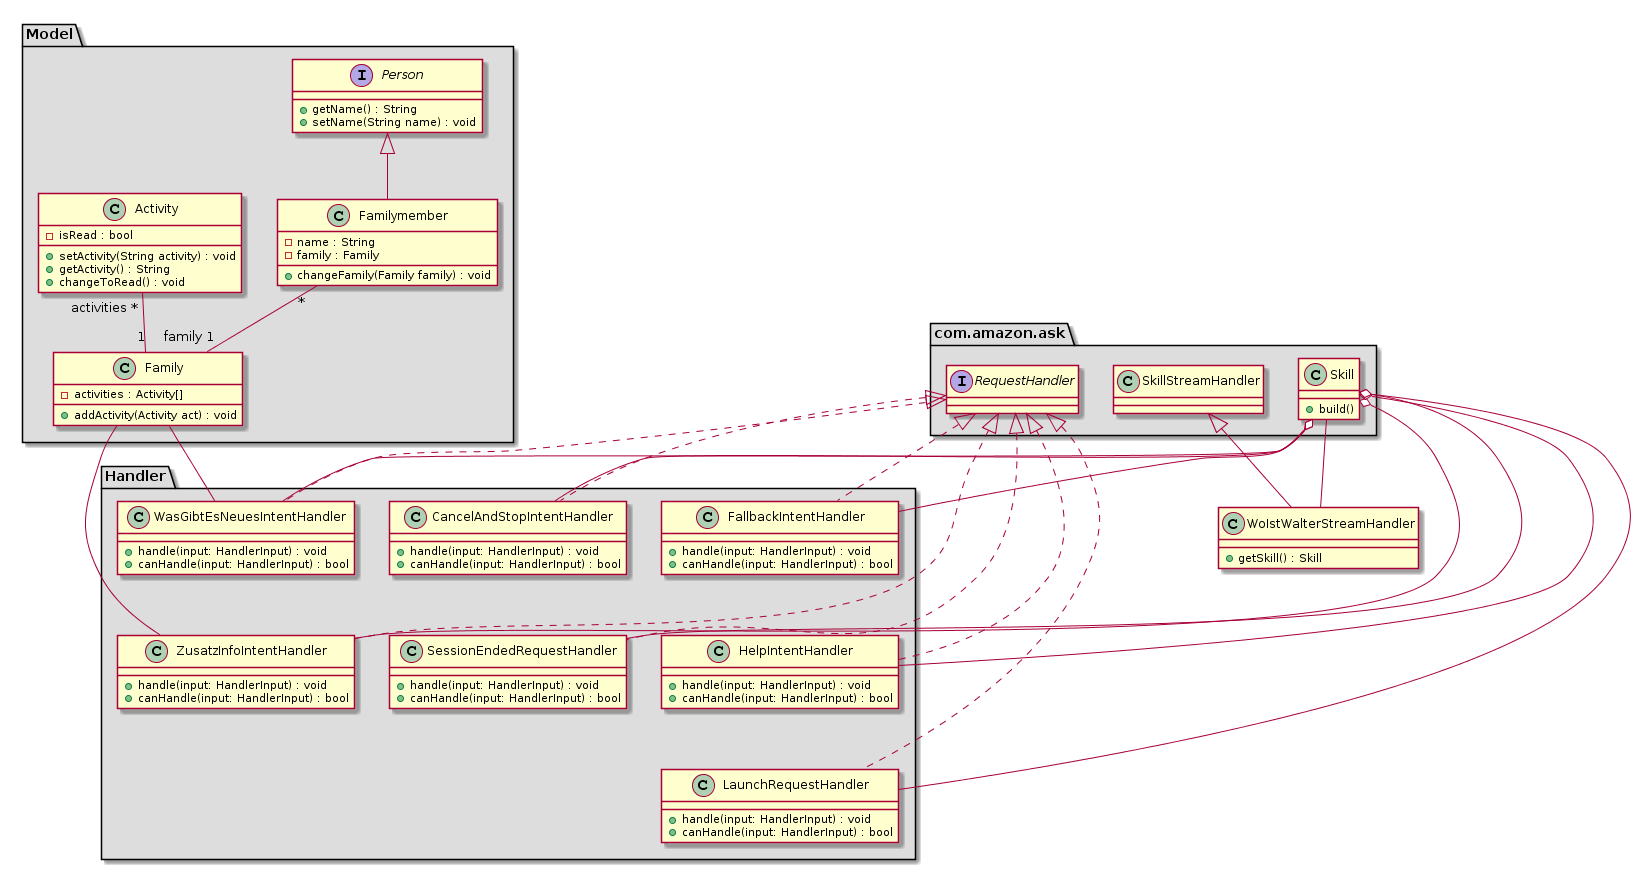 Model
I Person
getName() : String
setName(String name) : void
C Activity
isRead : bool
setActivity(String activity) : void
getActivity() : String
changeToRead() : void
C Familymember
name : String
family : Family
changeFamily(Family family) : void
activities *
*
1
family 1
C Family
activities : Activity[]
addActivity(Activity act) : void
com.amazon.ask
I RequestHandler
C SkillStreamHandler
C Skill
build()
Handler
C WasGibtEsNeuesIntentHandler
handle(input: HandlerInput) : void
canHandle(input: HandlerInput) : bool
C CancelAndStopIntentHandler
handle(input: HandlerInput) : void
canHandle(input: HandlerInput) : bool
C FallbackIntentHandler
handle(input: HandlerInput) : void
canHandle(input: HandlerInput) : bool
C WoIstWalterStreamHandler
getSkill() : Skill
C ZusatzInfoIntentHandler
handle(input: HandlerInput) : void
canHandle(input: HandlerInput) : bool
C SessionEndedRequestHandler
handle(input: HandlerInput) : void
canHandle(input: HandlerInput) : bool
C HelpIntentHandler
handle(input: HandlerInput) : void
canHandle(input: HandlerInput) : bool
C LaunchRequestHandler
handle(input: HandlerInput) : void
canHandle(input: HandlerInput) : bool